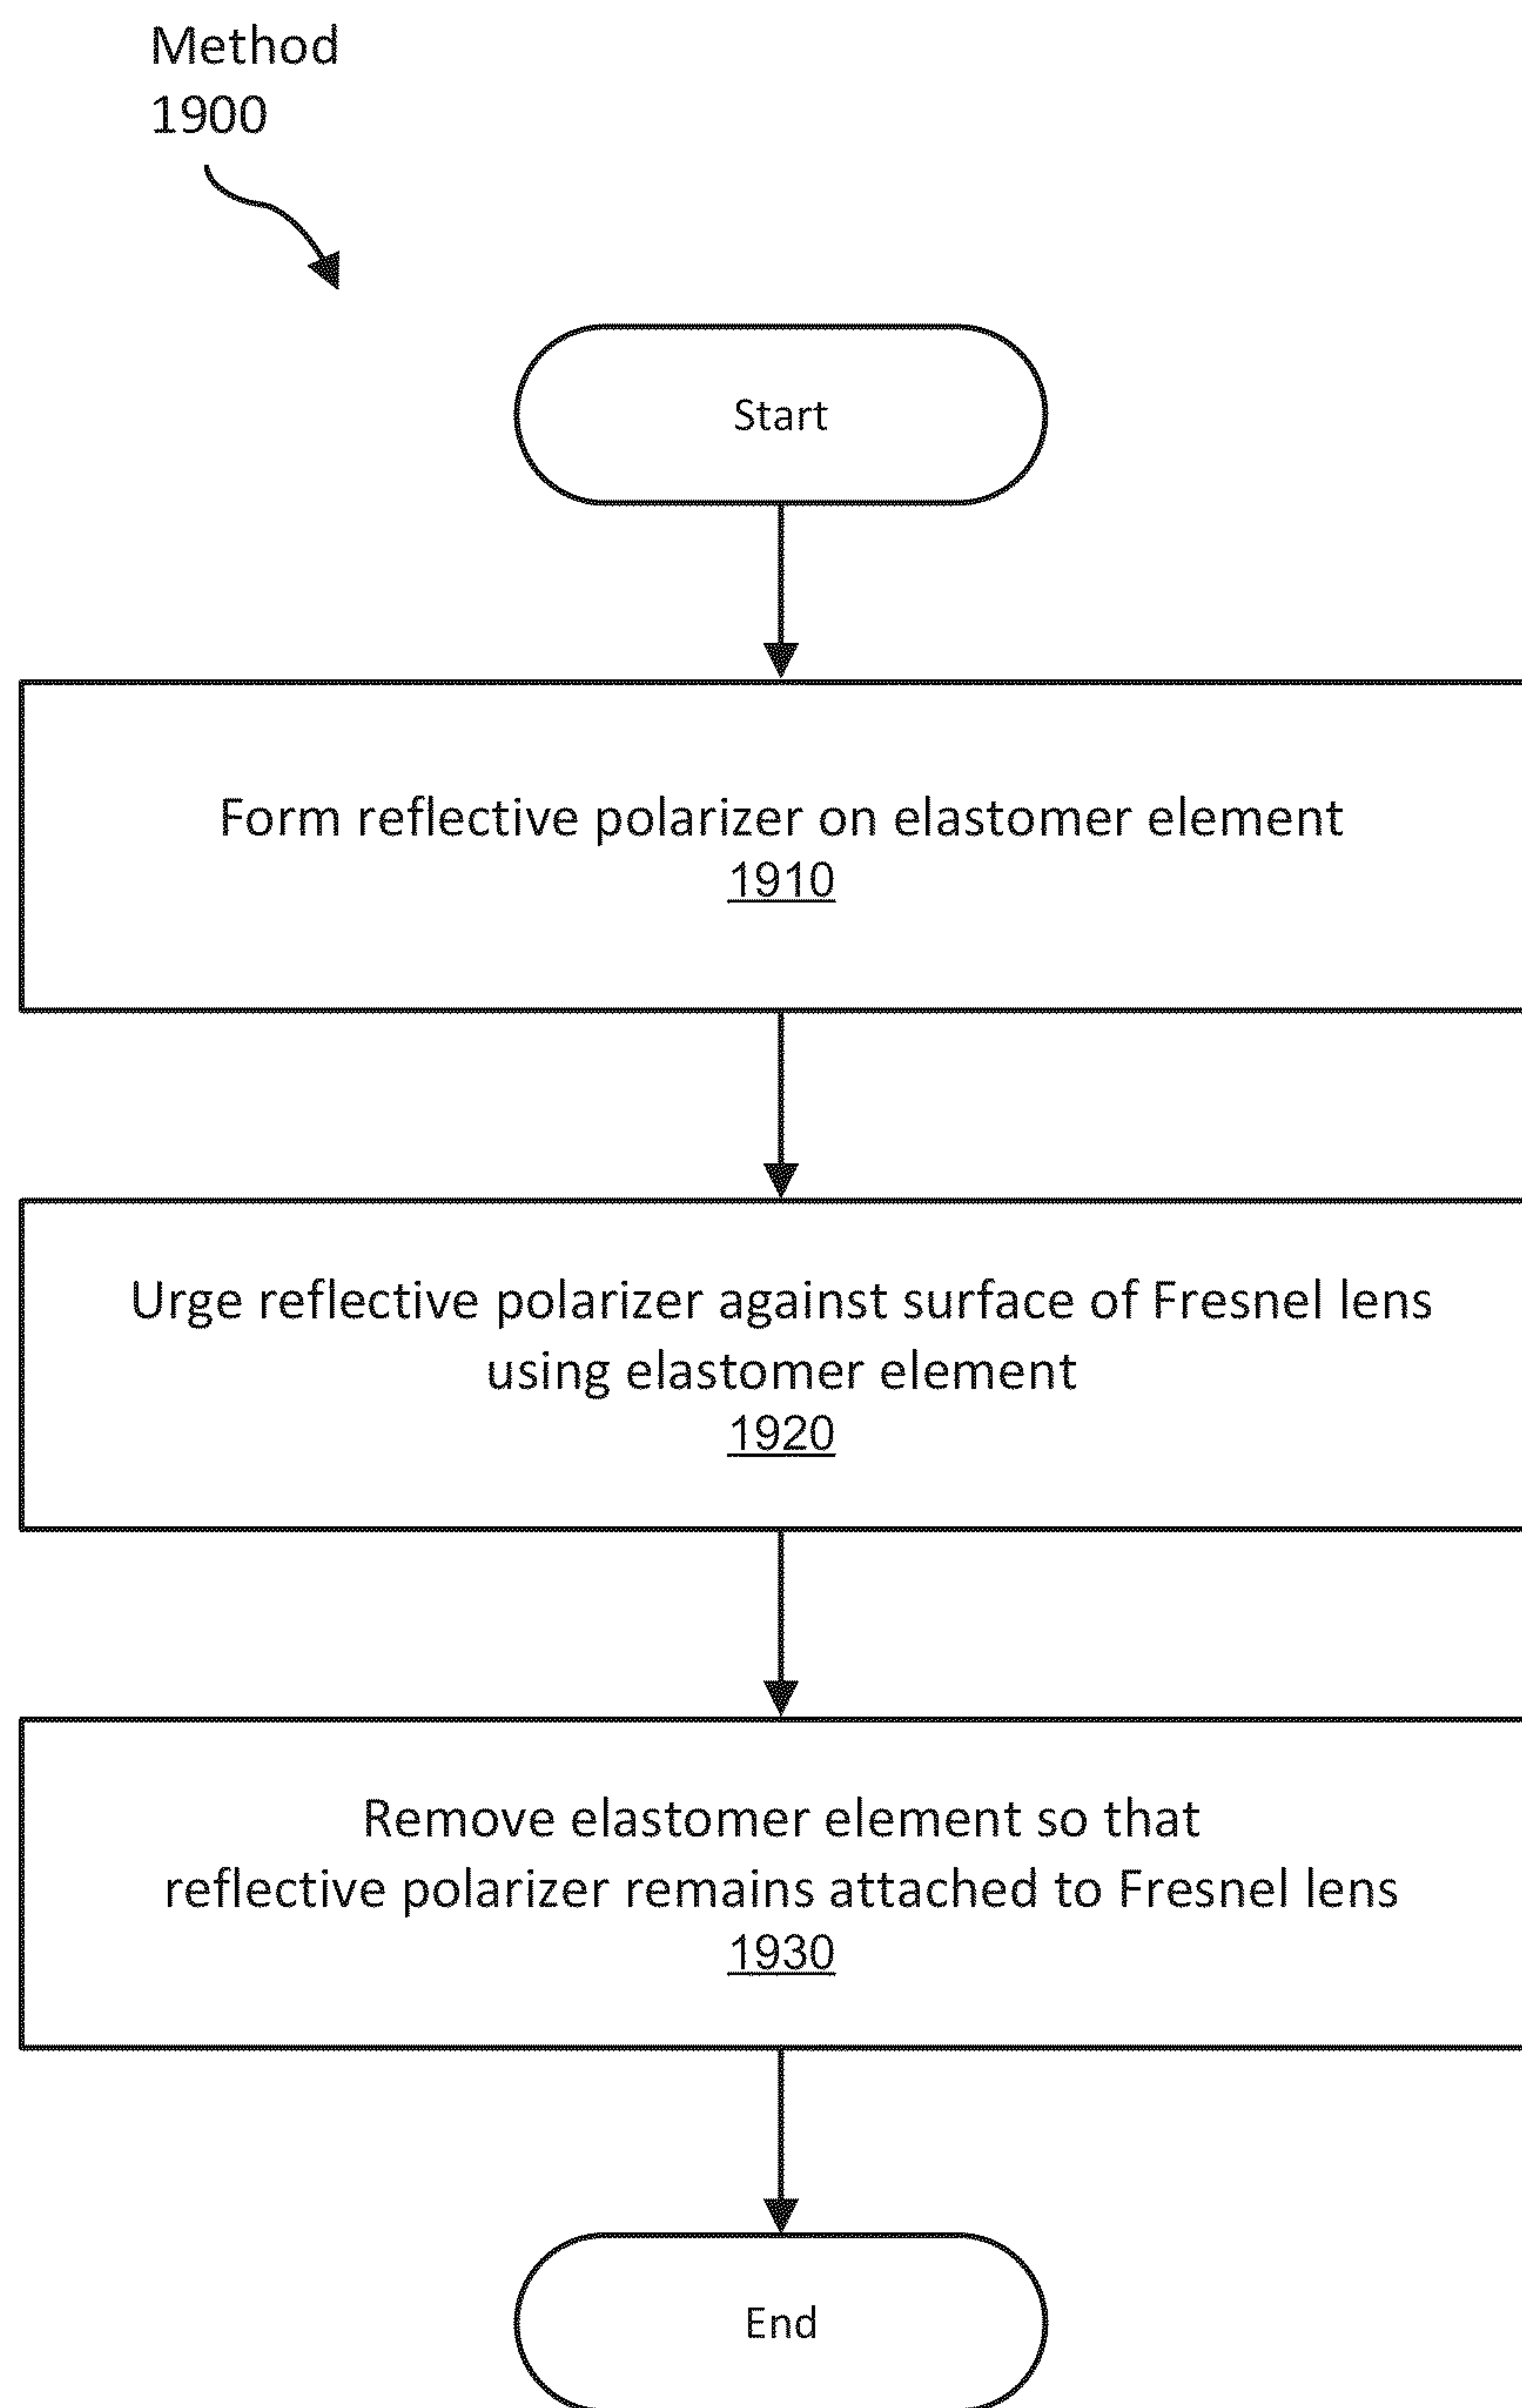 Method
1900
Start
Form reflective polarizer on elastomer element
1910
Urge reflective polarizer against surface of Fresnel lens
using elastomer element
1920
Remove elastomer element so that
reflective polarizer remains attached to Fresnel lens
1930
End